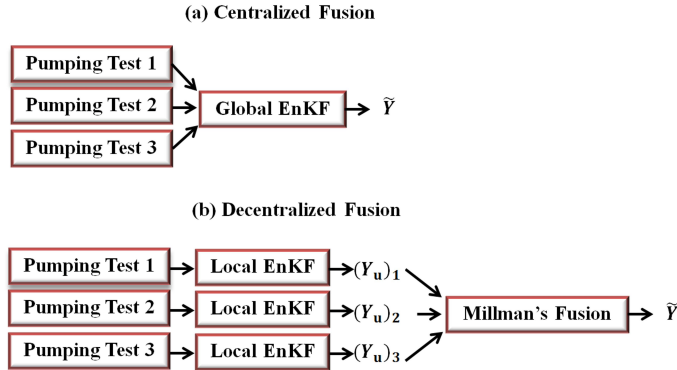 (a) Centralized Fusion
Pumping Test 1
Pumping Test 2
Pumping Test 3
Global EnKF
Ỹ
(b) Decentralized Fusion
Pumping Test 1 Local EnKF (Yᵤ)₁
Pumping Test 2 Local EnKF (Yᵤ)₂
Pumping Test 3 Local EnKF (Yᵤ)₃
Millman's Fusion
Ỹ